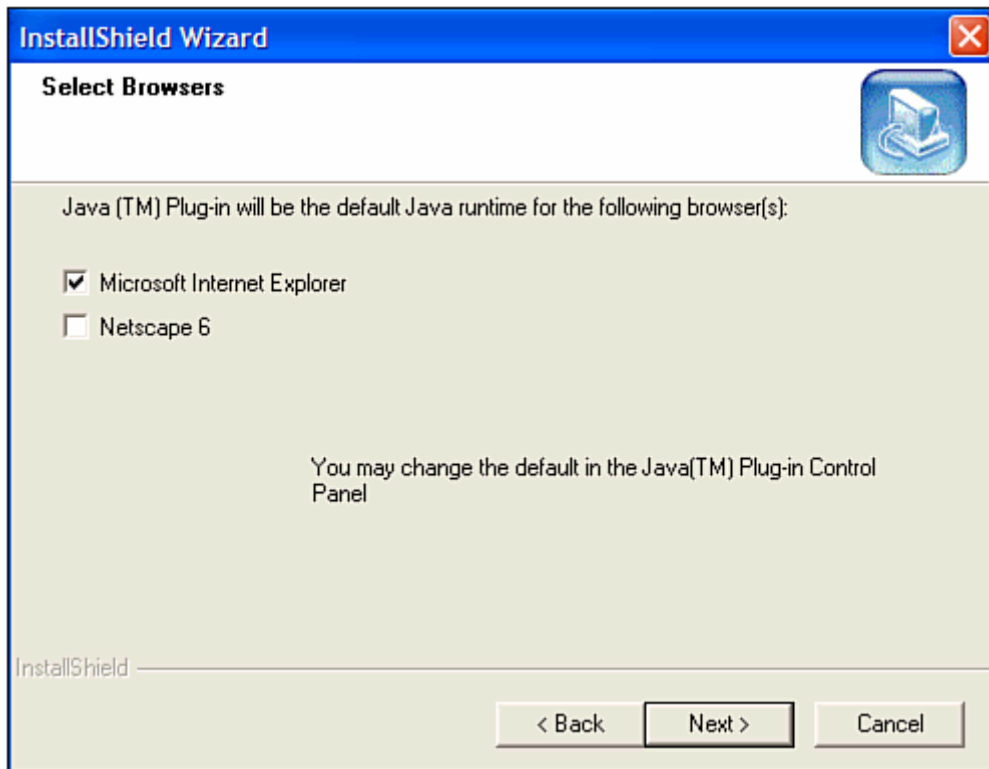 InstallShield Wizard
Select Browsers
Java (TM) Plug-in will be the default Java runtime for the following browser(s):
Microsoft Internet Explorer
Netscape 6
You may change the default in the Java(TM) Plug-in Control
Panel
InstallShield
< Back
Next >
Cancel